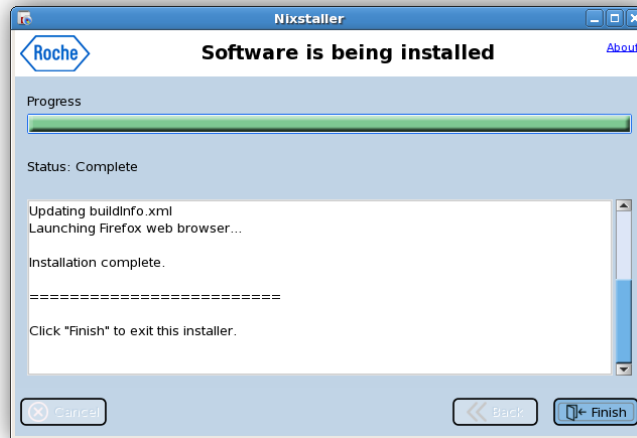 Nixstaller
Roche
Software is being installed
About
Progress
Status: Complete
Updating buildInfo.xml
Launching Firefox web browser...
Installation complete.
=========================
Click "Finish" to exit this installer.
Cancel
Back
Finish